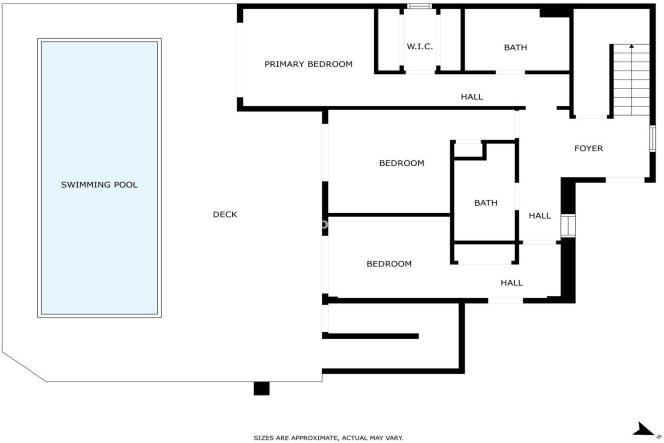 W.I.C.
BATH
PRIMARY BEDROOM
HALL
FOYER
BEDROOM
SWIMMING POOL
BATH
DECK
HALL
BEDROOM
HALL
N
SIZES ARE APPROXIMATE, ACTUAL MAY VARY.